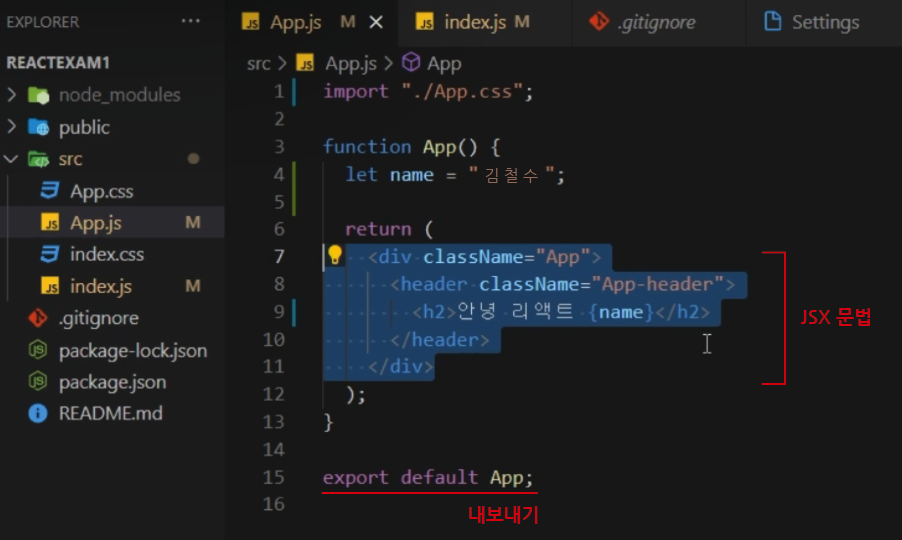 EXPLORER ...
REACTEXAM1
node_modules
public
src
App.css
App.js M
index.css
index.js M
.gitignore
package-lock.json
package.json
README.md
JS App.js M
JS index.js M
.gitignore
Settings
src > JS App.js > App
1 import "./App.css";
2
3 function App() {
4 let name = "김철수";
5
6 return (
7 <div className="App">
8 <header className="App-header">
9 <h2>안녕 리액트 {name}</h2>
10 </header>
11 </div>
12 );
13 }
14
15 export default App;
16
JSX 문법
내보내기